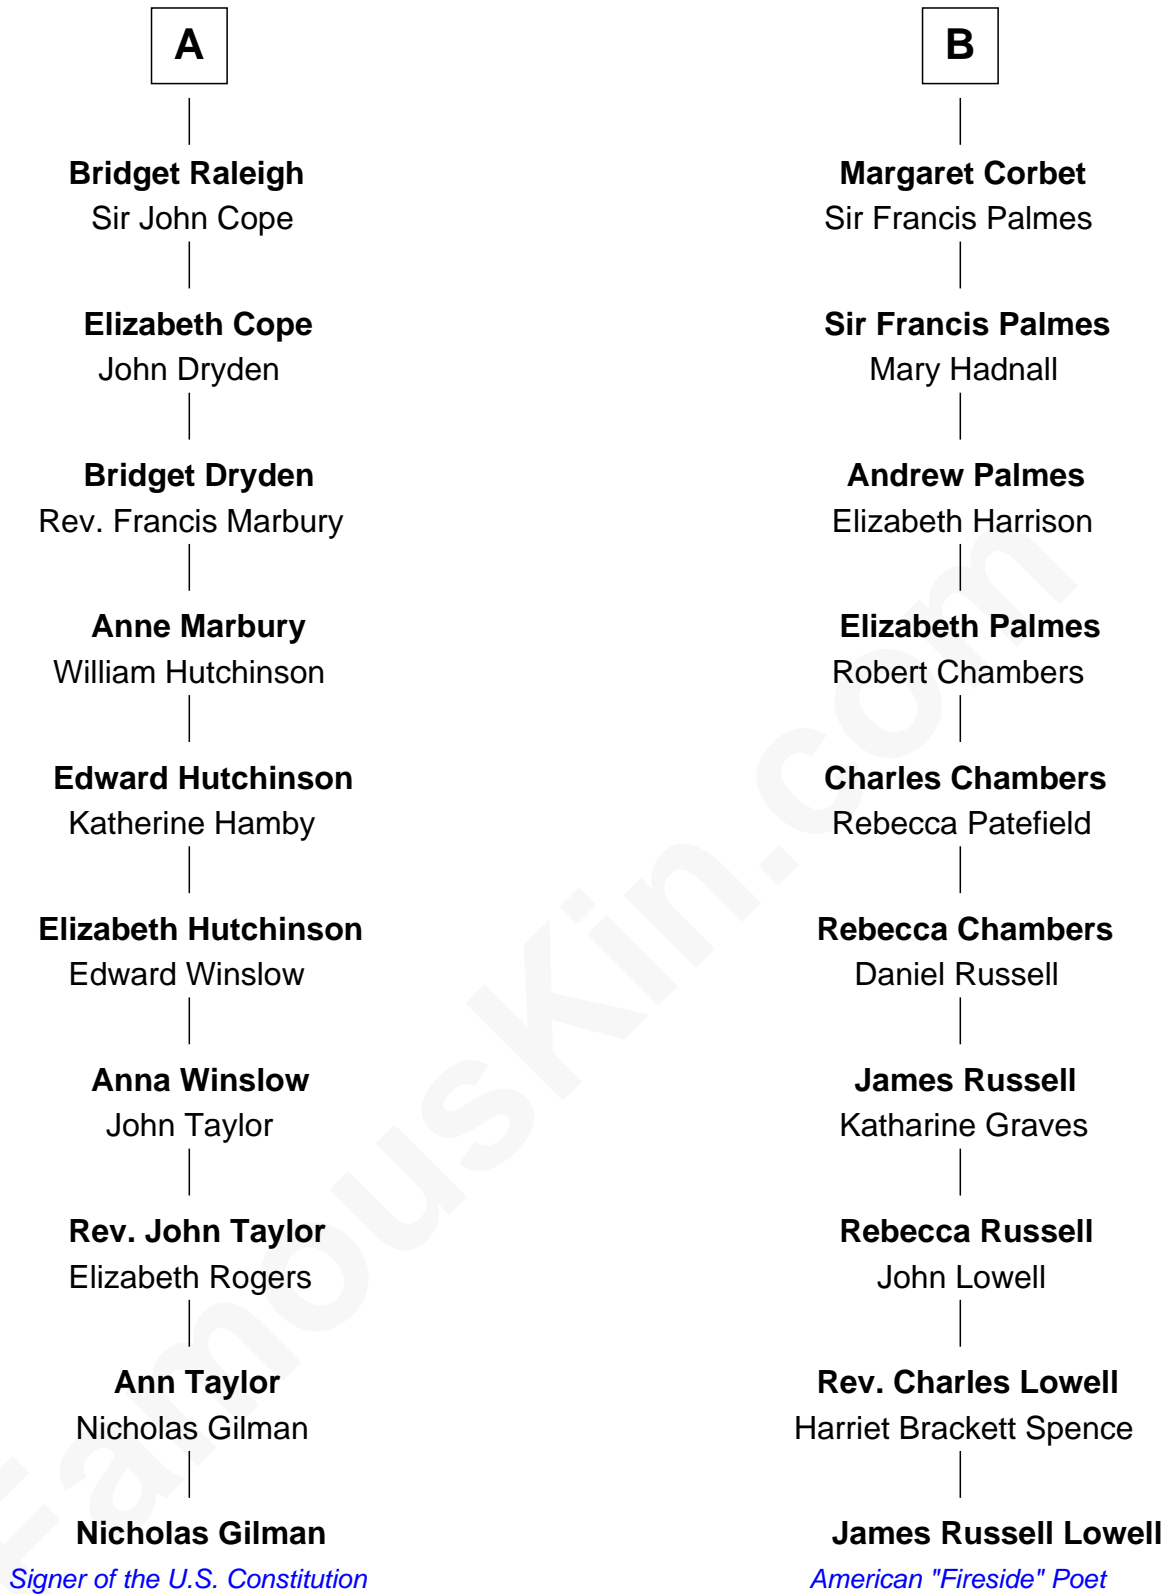 A
Bridget Raleigh
Sir John Cope
Elizabeth Cope
John Dryden
Bridget Dryden
Rev. Francis Marbury
Anne Marbury
William Hutchinson
Edward Hutchinson
Katherine Hamby
Elizabeth Hutchinson
Edward Winslow
Anna Winslow
John Taylor
Rev. John Taylor
Elizabeth Rogers
Ann Taylor
Nicholas Gilman
Nicholas Gilman
Signer of the U.S. Constitution
B
Margaret Corbet
Sir Francis Palmes
Sir Francis Palmes
Mary Hadnall
Andrew Palmes
Elizabeth Harrison
Elizabeth Palmes
Robert Chambers
Charles Chambers
Rebecca Patefield
Rebecca Chambers
Daniel Russell
James Russell
Katharine Graves
Rebecca Russell
John Lowell
Rev. Charles Lowell
Harriet Brackett Spence
James Russell Lowell
American "Fireside" Poet
FamousKin.com